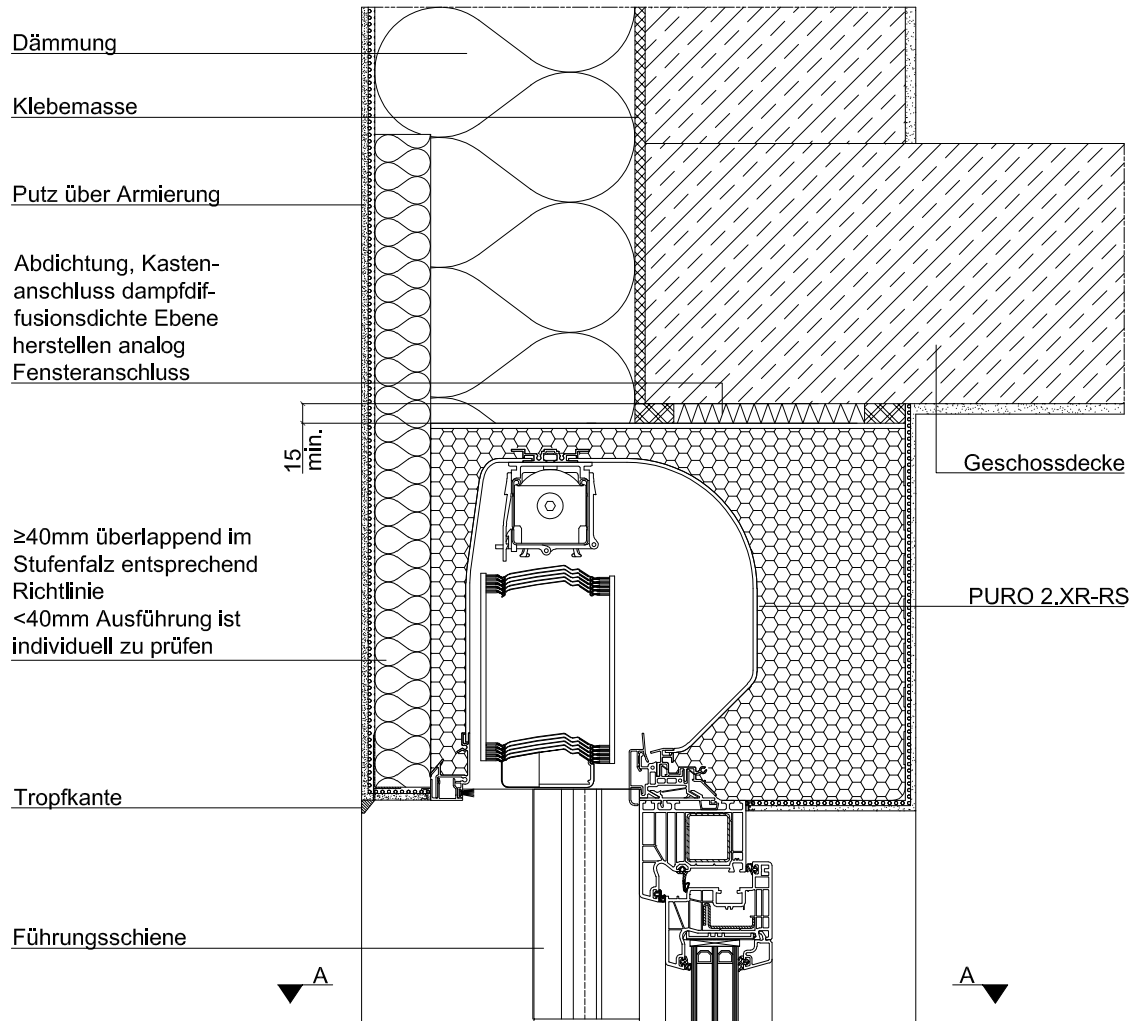 Dämmung
Klebemasse
Putz über Armierung
Abdichtung, Kasten-
anschluss dampfdif-
fusionsdichte Ebene
herstellen analog
Fensteranschluss
15
min.
Geschossdecke
≥40mm überlappend im
Stufenfalz entsprechend
Richtlinie
<40mm Ausführung ist
individuell zu prüfen
PURO 2.XR-RS
Tropfkante
Führungsschiene
A
A